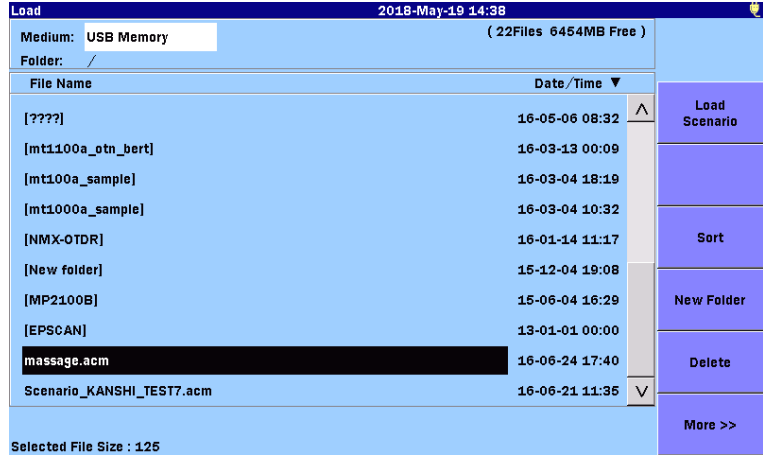 Load 2018-May-19 14:38
Medium: USB Memory ( 22Files 6454MB Free )
Folder: /
File Name Date/Time ▼
[????] 16-05-06 08:32
[mt1100a_otn_bert] 16-03-13 00:09
[mt100a_sample] 16-03-04 18:19
[mt1000a_sample] 16-03-04 10:32
[NMX-OTDR] 16-01-14 11:17
[New folder] 15-12-04 19:08
[MP2100B] 15-06-04 16:29
[EPSCAN] 13-01-01 00:00
massage.acm 16-06-24 17:40
Scenario_KANSHI_TEST7.acm 16-06-21 11:35
Selected File Size : 125
Load
Scenario
Sort
New Folder
Delete
More >>